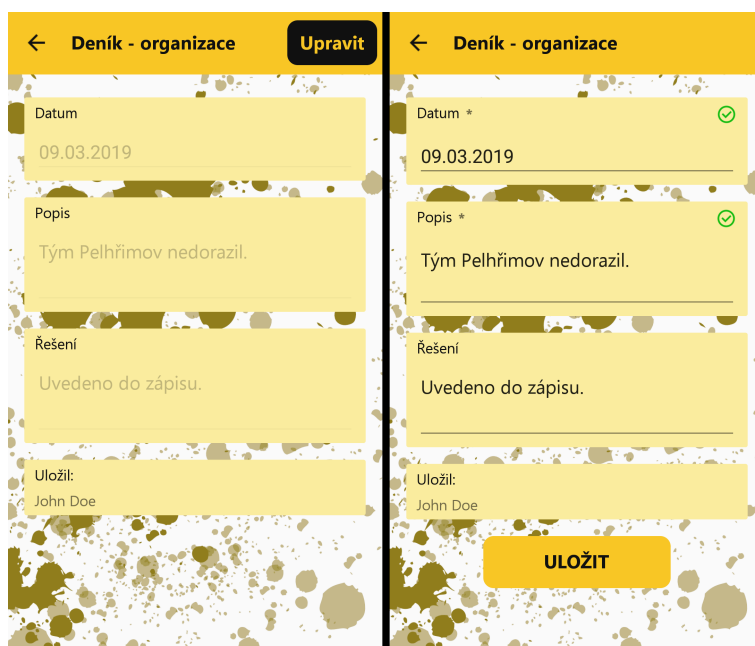 Deník - organizace
Upravit
Datum
09.03.2019
Popis
Tým Pelhřimov nedorazil.
Řešení
Uvedeno do zápisu.
Uložil:
John Doe
Deník - organizace
Datum *
09.03.2019
Popis *
Tým Pelhřimov nedorazil.
Řešení
Uvedeno do zápisu.
Uložil:
John Doe
ULOŽIT